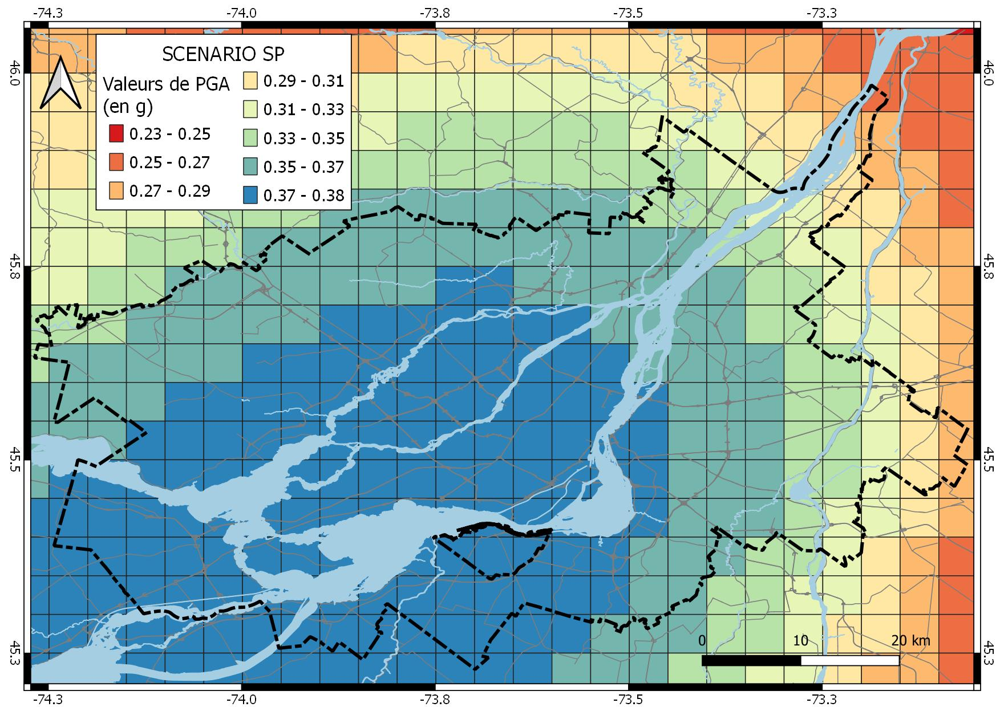 -74.3 -74.0 -73.8 -73.5 -73.3
SCENARIO SP
Valeurs de PGA
(en g)
0.23 - 0.25
0.25 - 0.27
0.27 - 0.29
0.29 - 0.31
0.31 - 0.33
0.33 - 0.35
0.35 - 0.37
0.37 - 0.38
46.0
46.0
45.8
45.8
45.5
45.5
45.3
45.3
0 10 20 km
-74.3 -74.0 -73.8 -73.5 -73.3